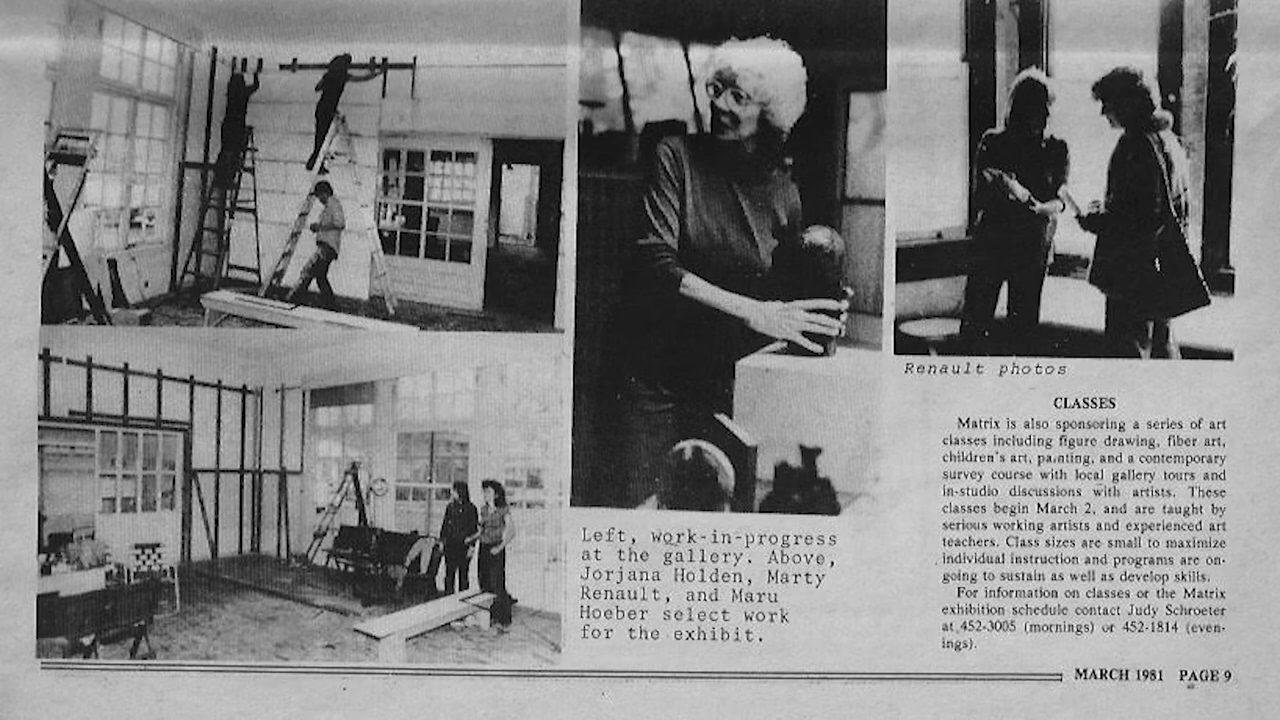 Renault photos
Left, work-in-progress
at the gallery. Above,
Jorjana Holden, Marty
Renault, and Maru
Hoeber select work
for the exhibit.
CLASSES
Matrix is also sponsoring a series of art
classes including figure drawing, fiber art,
children's art, painting, and a contemporary
survey course with local gallery tours and
in-studio discussions with artists. These
classes begin March 2, and are taught by
serious working artists and experienced art
teachers. Class sizes are small to maximize
individual instruction and programs are on-
going to sustain as well as develop skills.
For information on classes or the Matrix
exhibition schedule contact Judy Schroeter
at 452-3005 (mornings) or 452-1814 (even-
ings).
MARCH 1981 PAGE 9